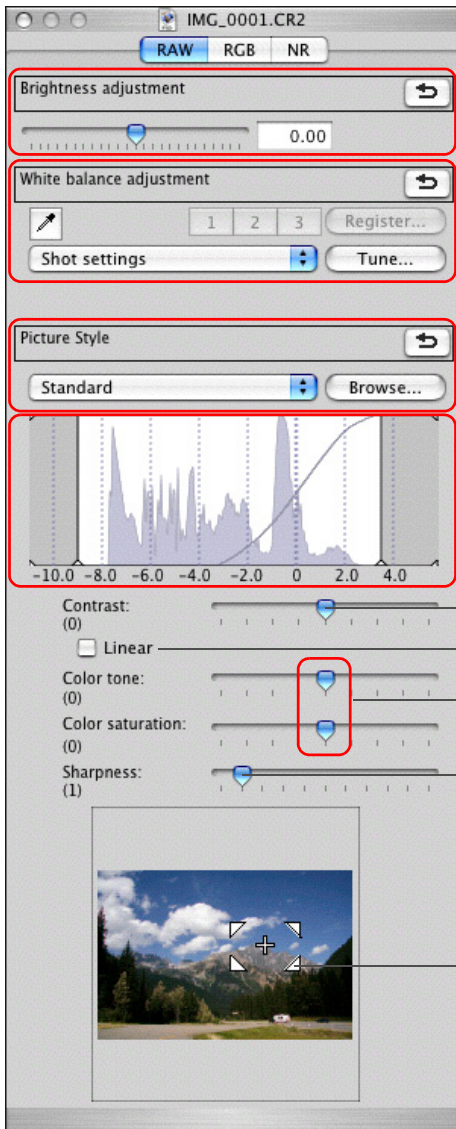 IMG_0001.CR2
RAW RGB NR
Brightness adjustment
0.00
White balance adjustment
1 2 3 Register...
Shot settings Tune...
Picture Style
Standard Browse...
-10.0 -8.0 -6.0 -4.0 -2.0 0 2.0 4.0
Contrast:
(0)
Linear
Color tone:
(0)
Color saturation:
(0)
Sharpness:
(1)